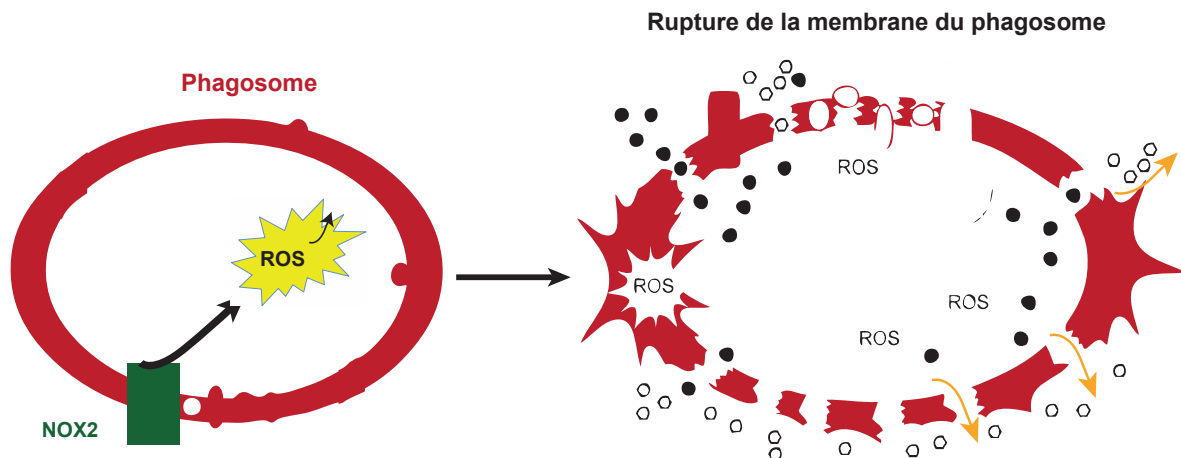 Rupture de la membrane du phagosome
Phagosome
ROS
NOX2
ROS
ROS
ROS
ROS